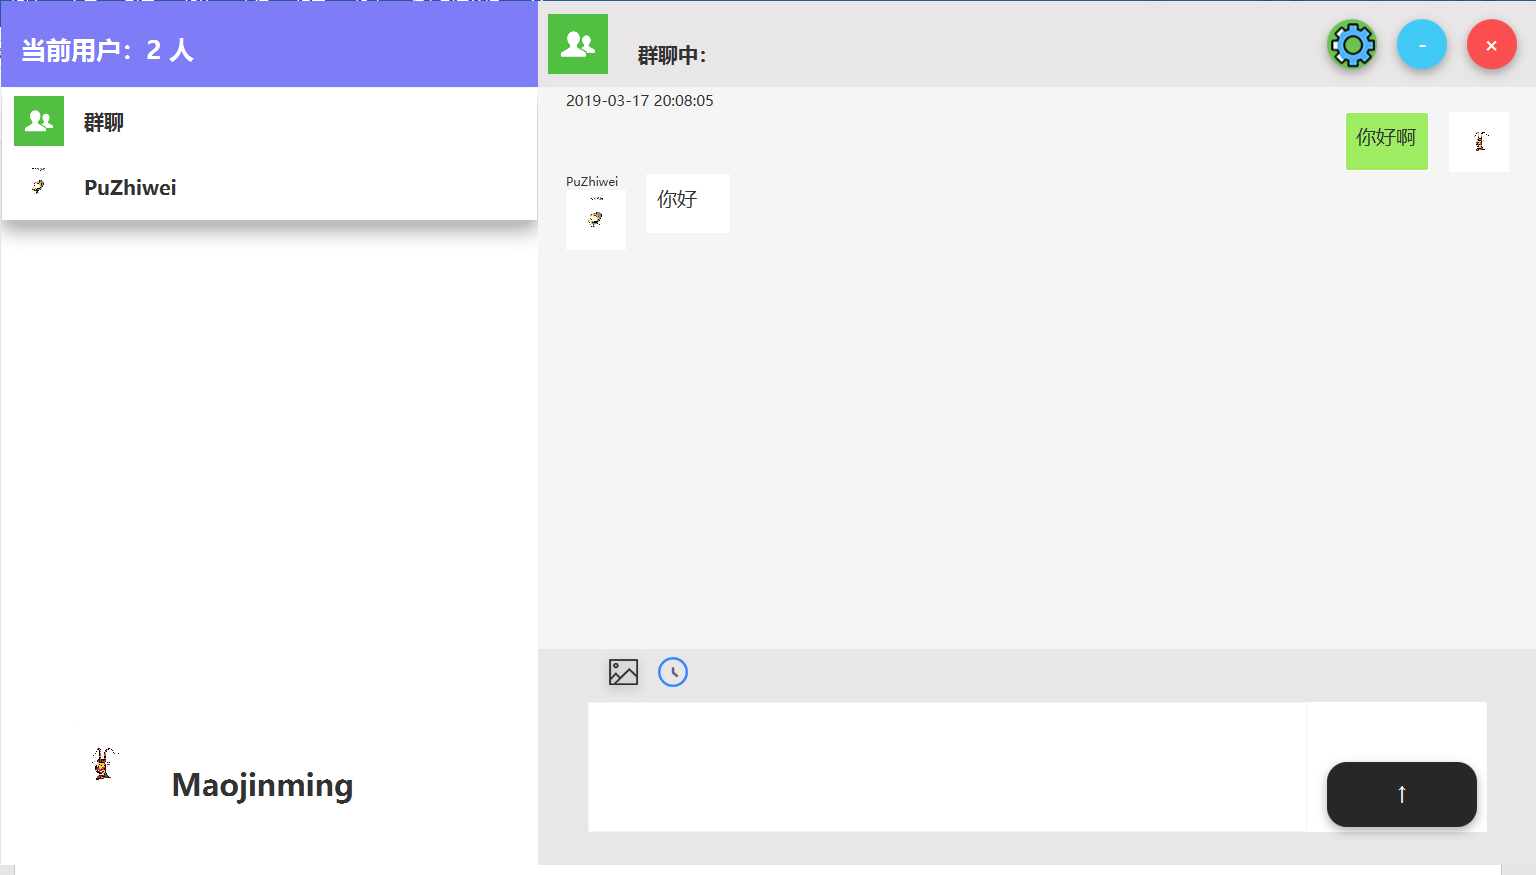 当前用户：2 人
群聊
PuZhiwei
Maojinming
群聊中：
-
×
2019-03-17 20:08:05
你好啊
PuZhiwei
你好
↑